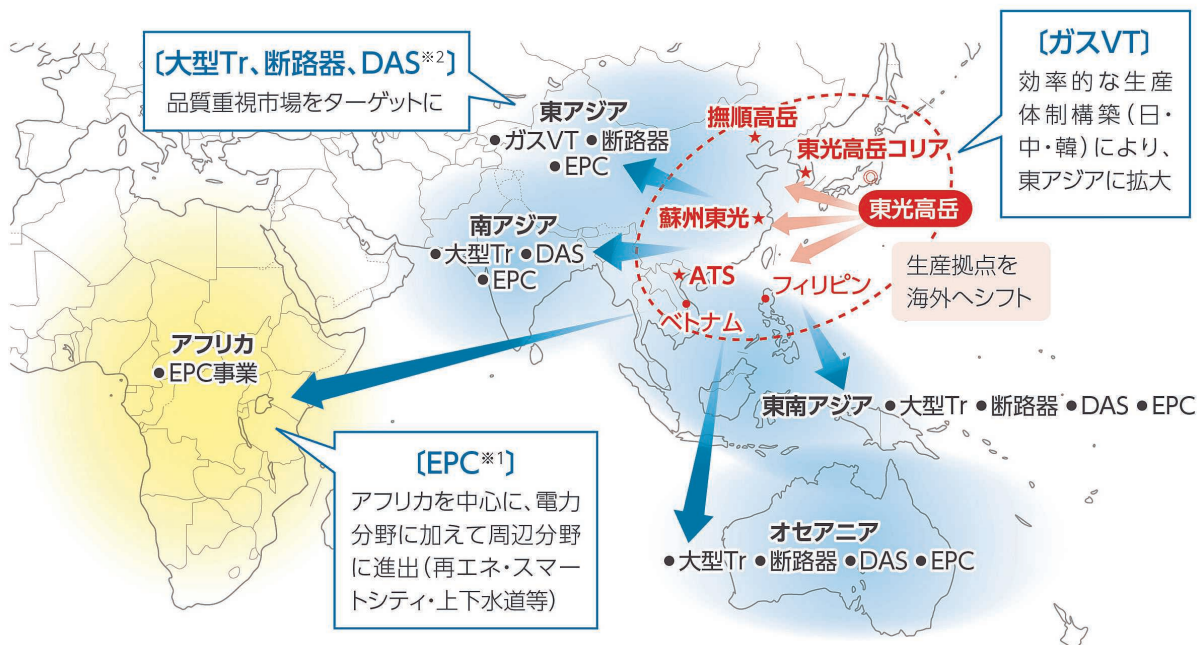 〔大型Tr、断路器、DAS※2〕
品質重視市場をターゲットに
〔ガスVT〕
効率的な生産
体制構築（日・
中・韓）により、
東アジアに拡大
東アジア
●ガスVT ●断路器
●EPC
撫順高岳
★
東光高岳コリア
★
◎
東光高岳
蘇州東光★
南アジア
●大型Tr ●DAS
●EPC
★ATS
●
ベトナム
フィリピン
●
生産拠点を
海外へシフト
アフリカ
●EPC事業
東南アジア ●大型Tr ●断路器 ●DAS ●EPC
〔EPC※1〕
アフリカを中心に、電力
分野に加えて周辺分野
に進出（再エネ・スマー
トシティ・上下水道等）
オセアニア
●大型Tr ●断路器 ●DAS ●EPC